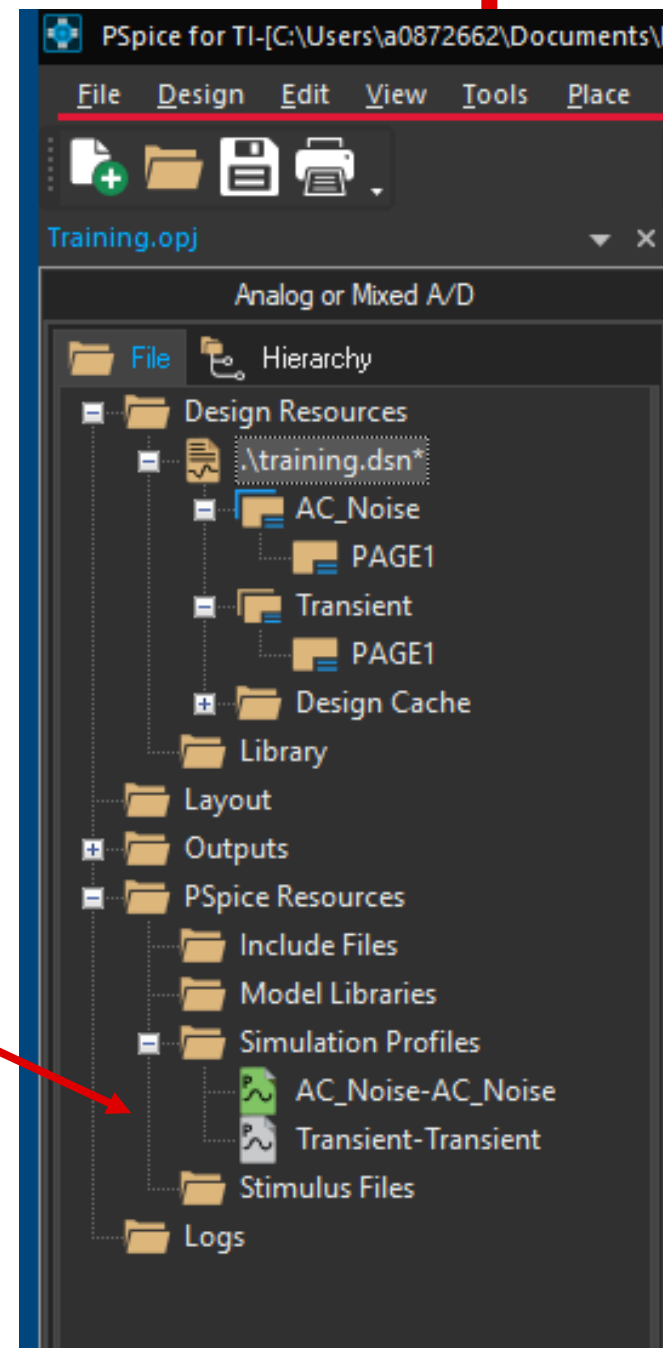 PSpice for TI-[C:\Users\a0872662\Documents\
File Design Edit View Tools Place
Training.opj
Analog or Mixed A/D
File Hierarchy
Design Resources
.\training.dsn*
AC_Noise
PAGE1
Transient
PAGE1
Design Cache
Library
Layout
Outputs
PSpice Resources
Include Files
Model Libraries
Simulation Profiles
AC_Noise-AC_Noise
Transient-Transient
Stimulus Files
Logs